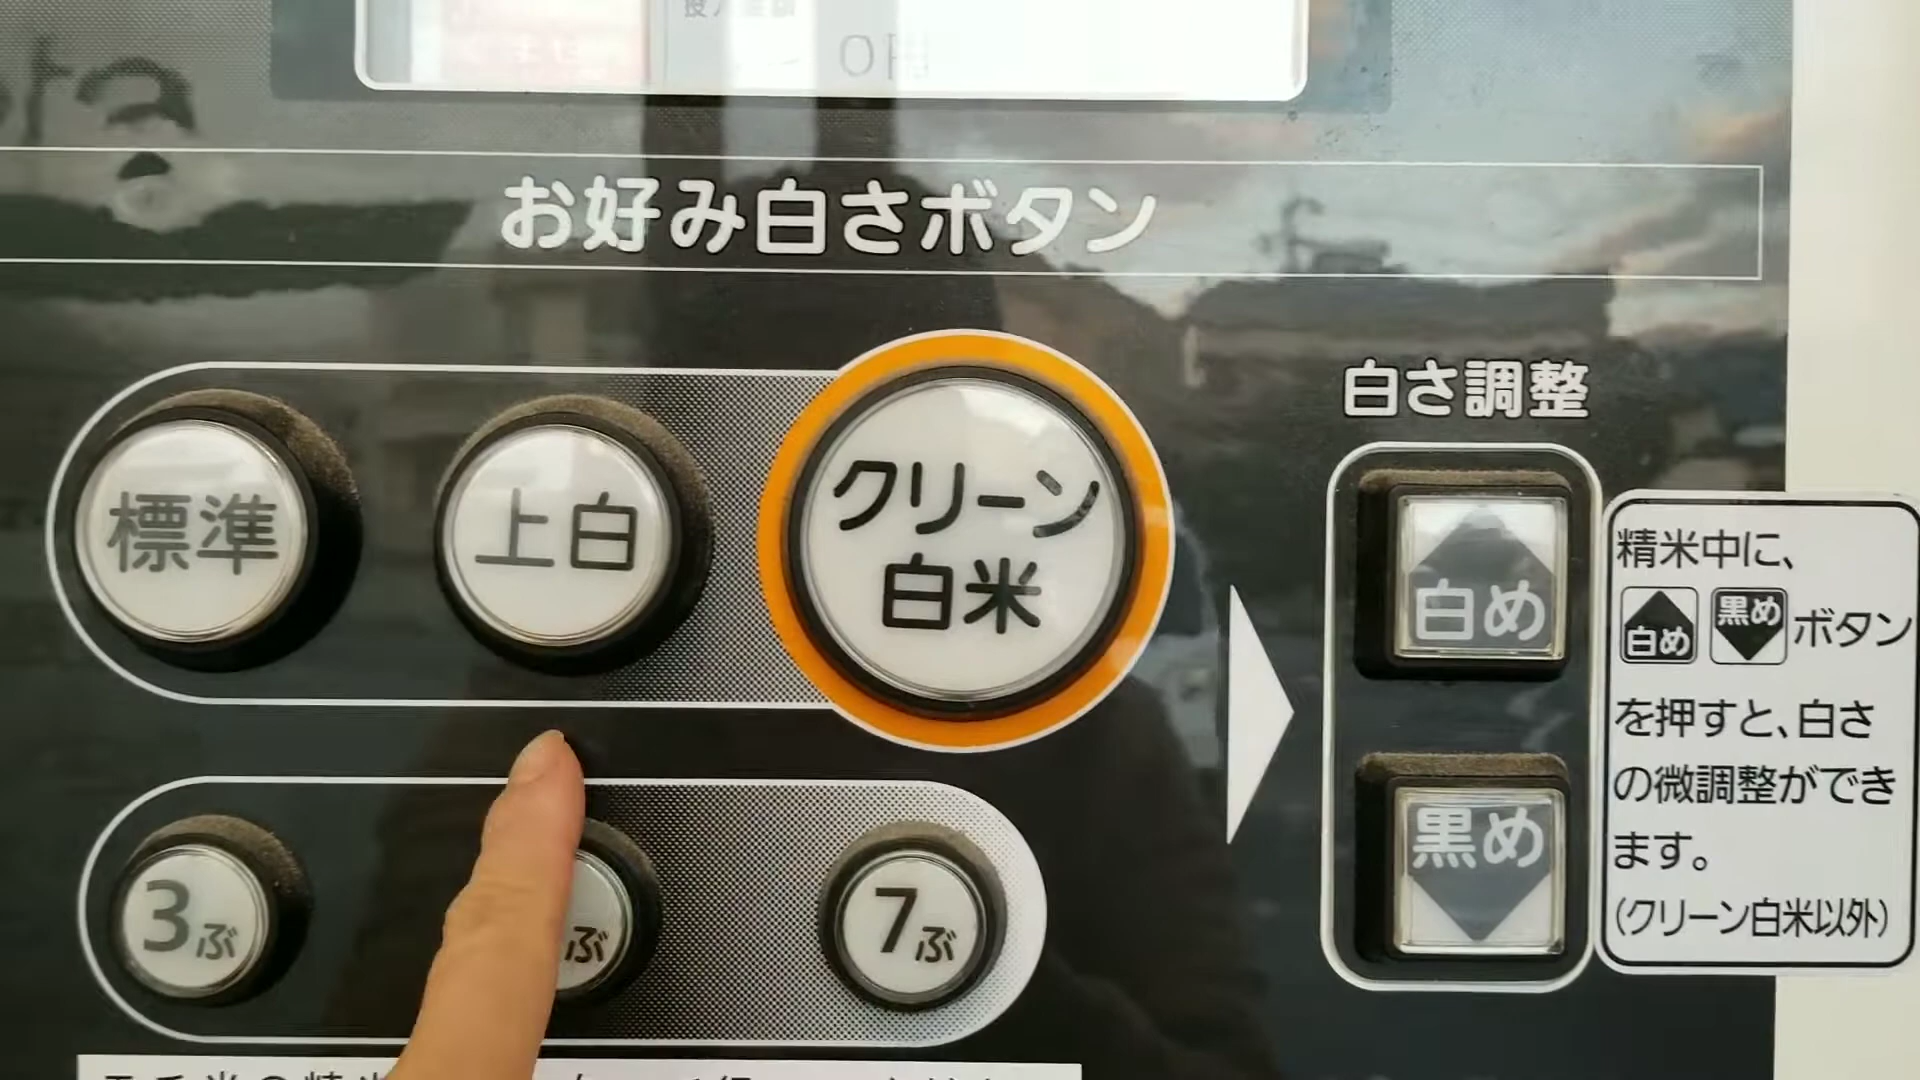 お好み白さボタン
白さ調整
標準
上白
クリーン
白米
白め
黒め
精米中に、
白め 黒め ボタン
を押すと、白さ
の微調整ができ
ます。
(クリーン白米以外)
3ぶ
ぶ
7ぶ